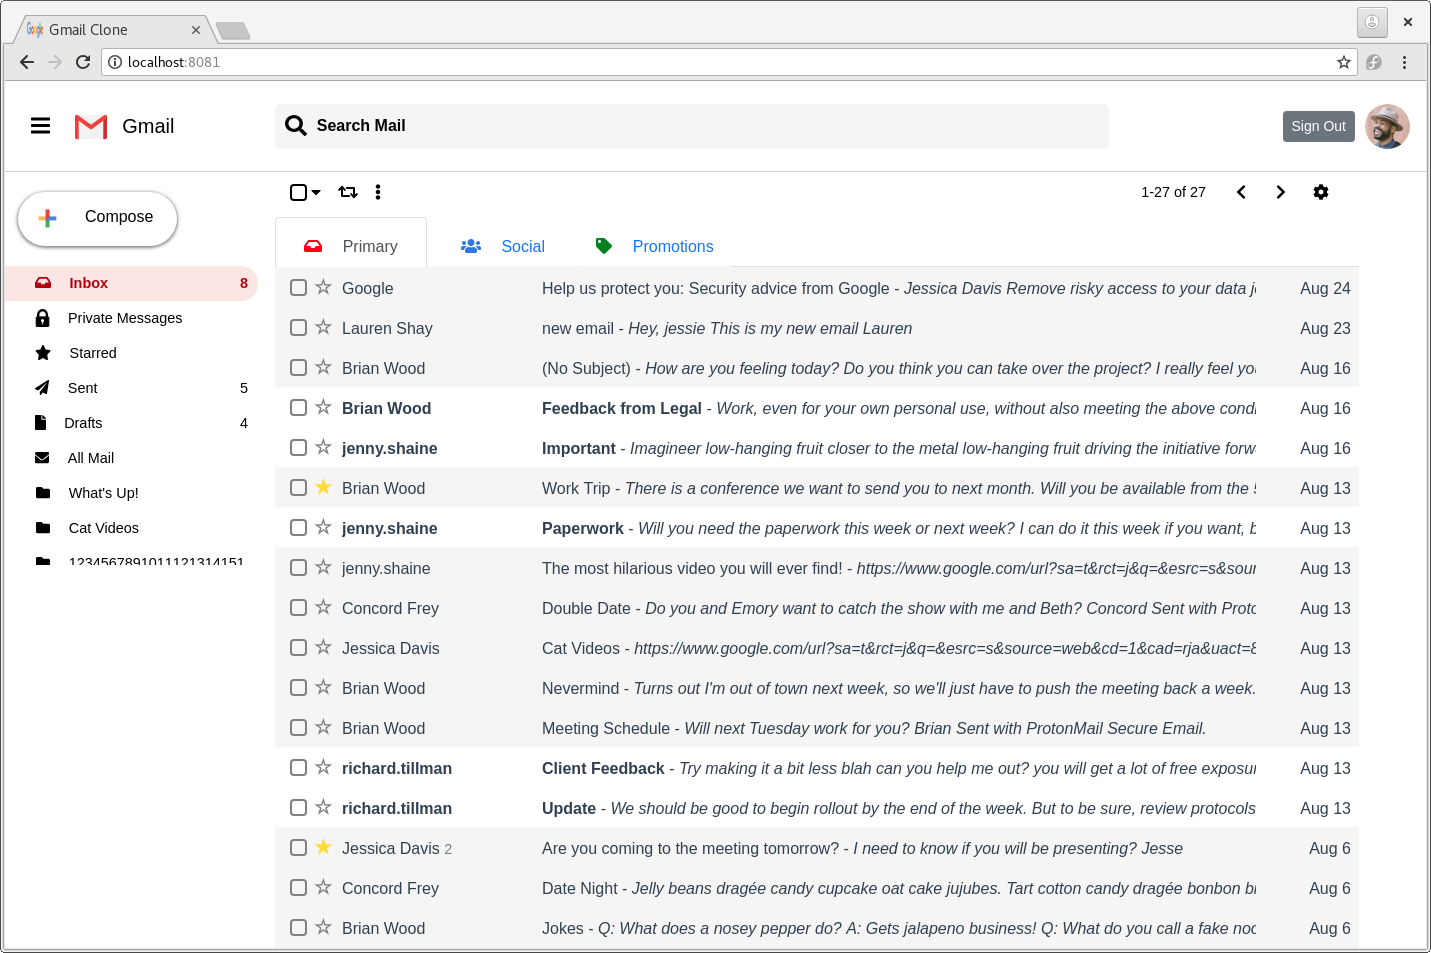 Gmail Clone
localhost:8081
Gmail
Search Mail
Sign Out
Compose
1-27 of 27
Primary
Social
Promotions
Inbox 8
Private Messages
Starred
Sent 5
Drafts 4
All Mail
What's Up!
Cat Videos
1234567891011121314151
Google Help us protect you: Security advice from Google - Jessica Davis Remove risky access to your data Aug 24
Lauren Shay new email - Hey, jessie This is my new email Lauren Aug 23
Brian Wood (No Subject) - How are you feeling today? Do you think you can take over the project? I really feel Aug 16
Brian Wood Feedback from Legal - Work, even for your own personal use, without also meeting the above Aug 16
jenny.shaine Important - Imagineer low-hanging fruit closer to the metal low-hanging fruit driving the initiative Aug 16
Brian Wood Work Trip - There is a conference we want to send you to next month. Will you be available from the Aug 13
jenny.shaine Paperwork - Will you need the paperwork this week or next week? I can do it this week if you want, b Aug 13
jenny.shaine The most hilarious video you will ever find! - https://www.google.com/url?sa=t&rct=j&q=&esrc=s&sour Aug 13
Concord Frey Double Date - Do you and Emory want to catch the show with me and Beth? Concord Sent with Proto Aug 13
Jessica Davis Cat Videos - https://www.google.com/url?sa=t&rct=j&q=&esrc=s&source=web&cd=1&cad=rja&uact=8 Aug 13
Brian Wood Nevermind - Turns out I'm out of town next week, so we'll just have to push the meeting back a week. Aug 13
Brian Wood Meeting Schedule - Will next Tuesday work for you? Brian Sent with ProtonMail Secure Email. Aug 13
richard.tillman Client Feedback - Try making it a bit less blah can you help me out? you will get a lot of free exposur Aug 13
richard.tillman Update - We should be good to begin rollout by the end of the week. But to be sure, review protocols Aug 13
Jessica Davis 2 Are you coming to the meeting tomorrow? - I need to know if you will be presenting? Jesse Aug 6
Concord Frey Date Night - Jelly beans dragée candy cupcake oat cake jujubes. Tart cotton candy dragée bonbon Aug 6
Brian Wood Jokes - Q: What does a nosey pepper do? A: Gets jalapeno business! Q: What do you call a fake Aug 6